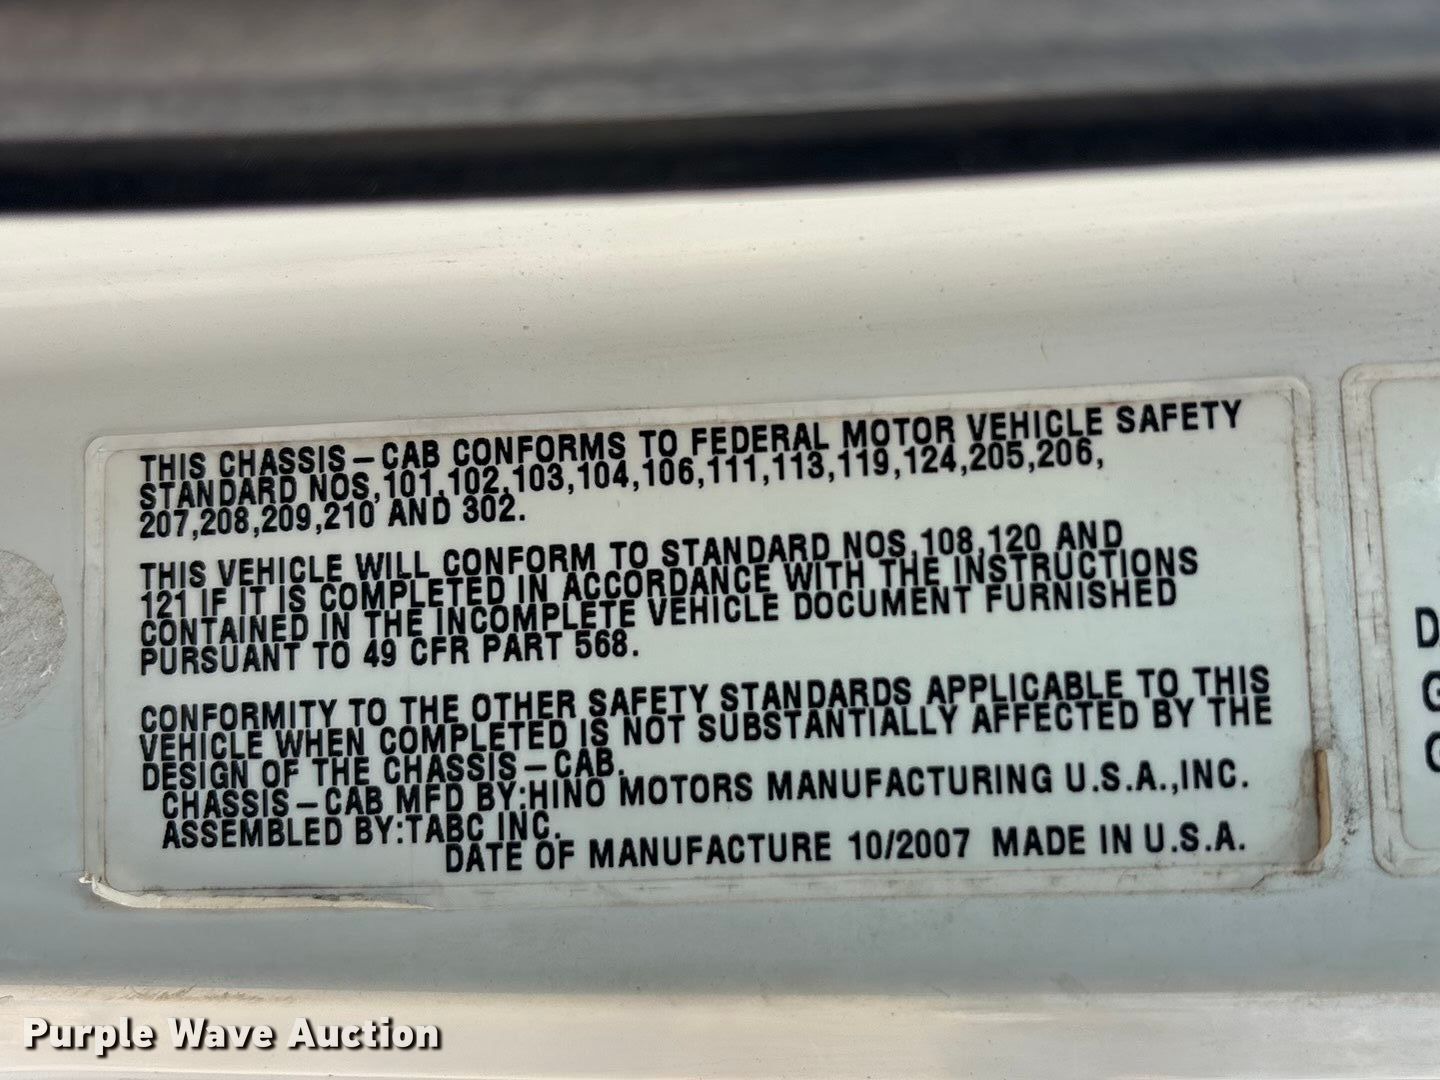 THIS CHASSIS-CAB CONFORMS TO FEDERAL MOTOR VEHICLE SAFETY
STANDARD NOS,101,102,103,104,106,111,113,119,124,205,206,
207,208,209,210 AND 302.
THIS VEHICLE WILL CONFORM TO STANDARD NOS,108,120 AND
121 IF IT IS COMPLETED IN ACCORDANCE WITH THE INSTRUCTIONS
CONTAINED IN THE INCOMPLETE VEHICLE DOCUMENT FURNISHED
PURSUANT TO 49 CFR PART 568.
CONFORMITY TO THE OTHER SAFETY STANDARDS APPLICABLE TO THIS
VEHICLE WHEN COMPLETED IS NOT SUBSTANTIALLY AFFECTED BY THE
DESIGN OF THE CHASSIS-CAB.
CHASSIS-CAB MFD BY:HINO MOTORS MANUFACTURING U.S.A.,INC.
ASSEMBLED BY:TABC INC.
DATE OF MANUFACTURE 10/2007 MADE IN U.S.A.
Purple Wave Auction